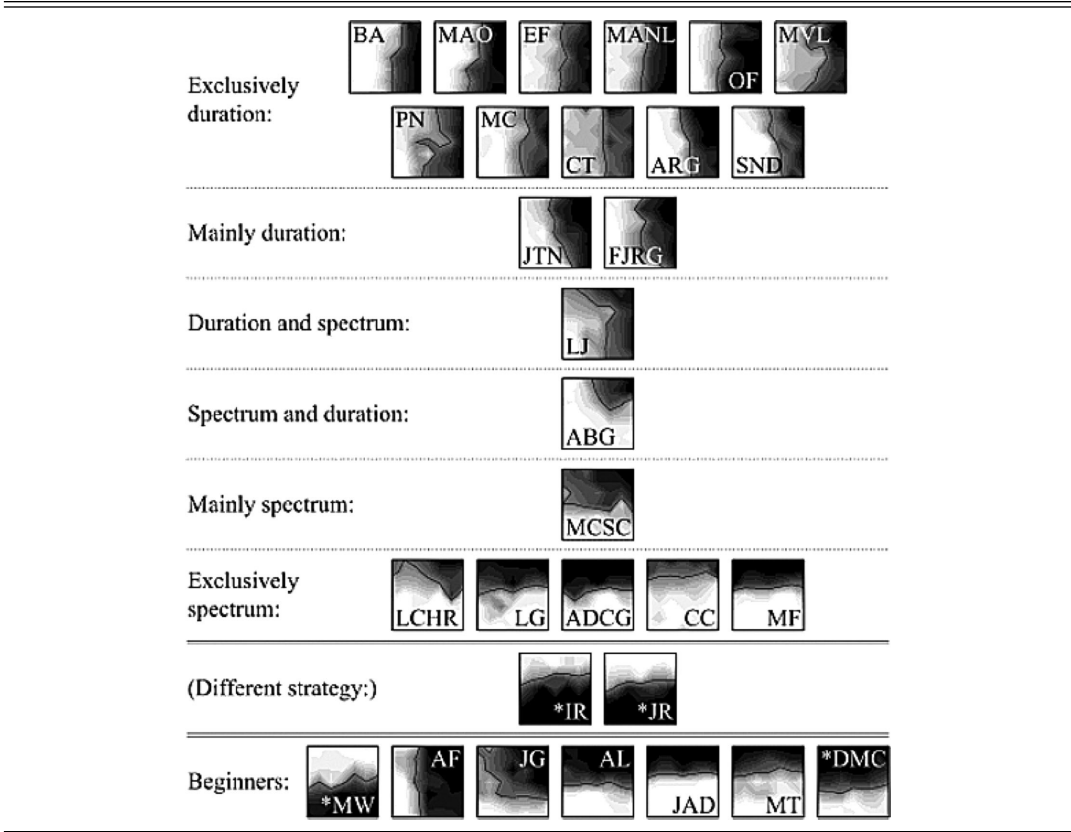 BA MAO EF MANL OF MVL
Exclusively
duration:
PN MC CT ARG SND
Mainly duration:
JTN FJRG
Duration and spectrum:
LJ
Spectrum and duration:
ABG
Mainly spectrum:
MCSC
Exclusively
spectrum:
LCHR LG ADCG CC MF
(Different strategy:)
*IR *JR
Beginners:
*MW AF JG AL JAD MT *DMC